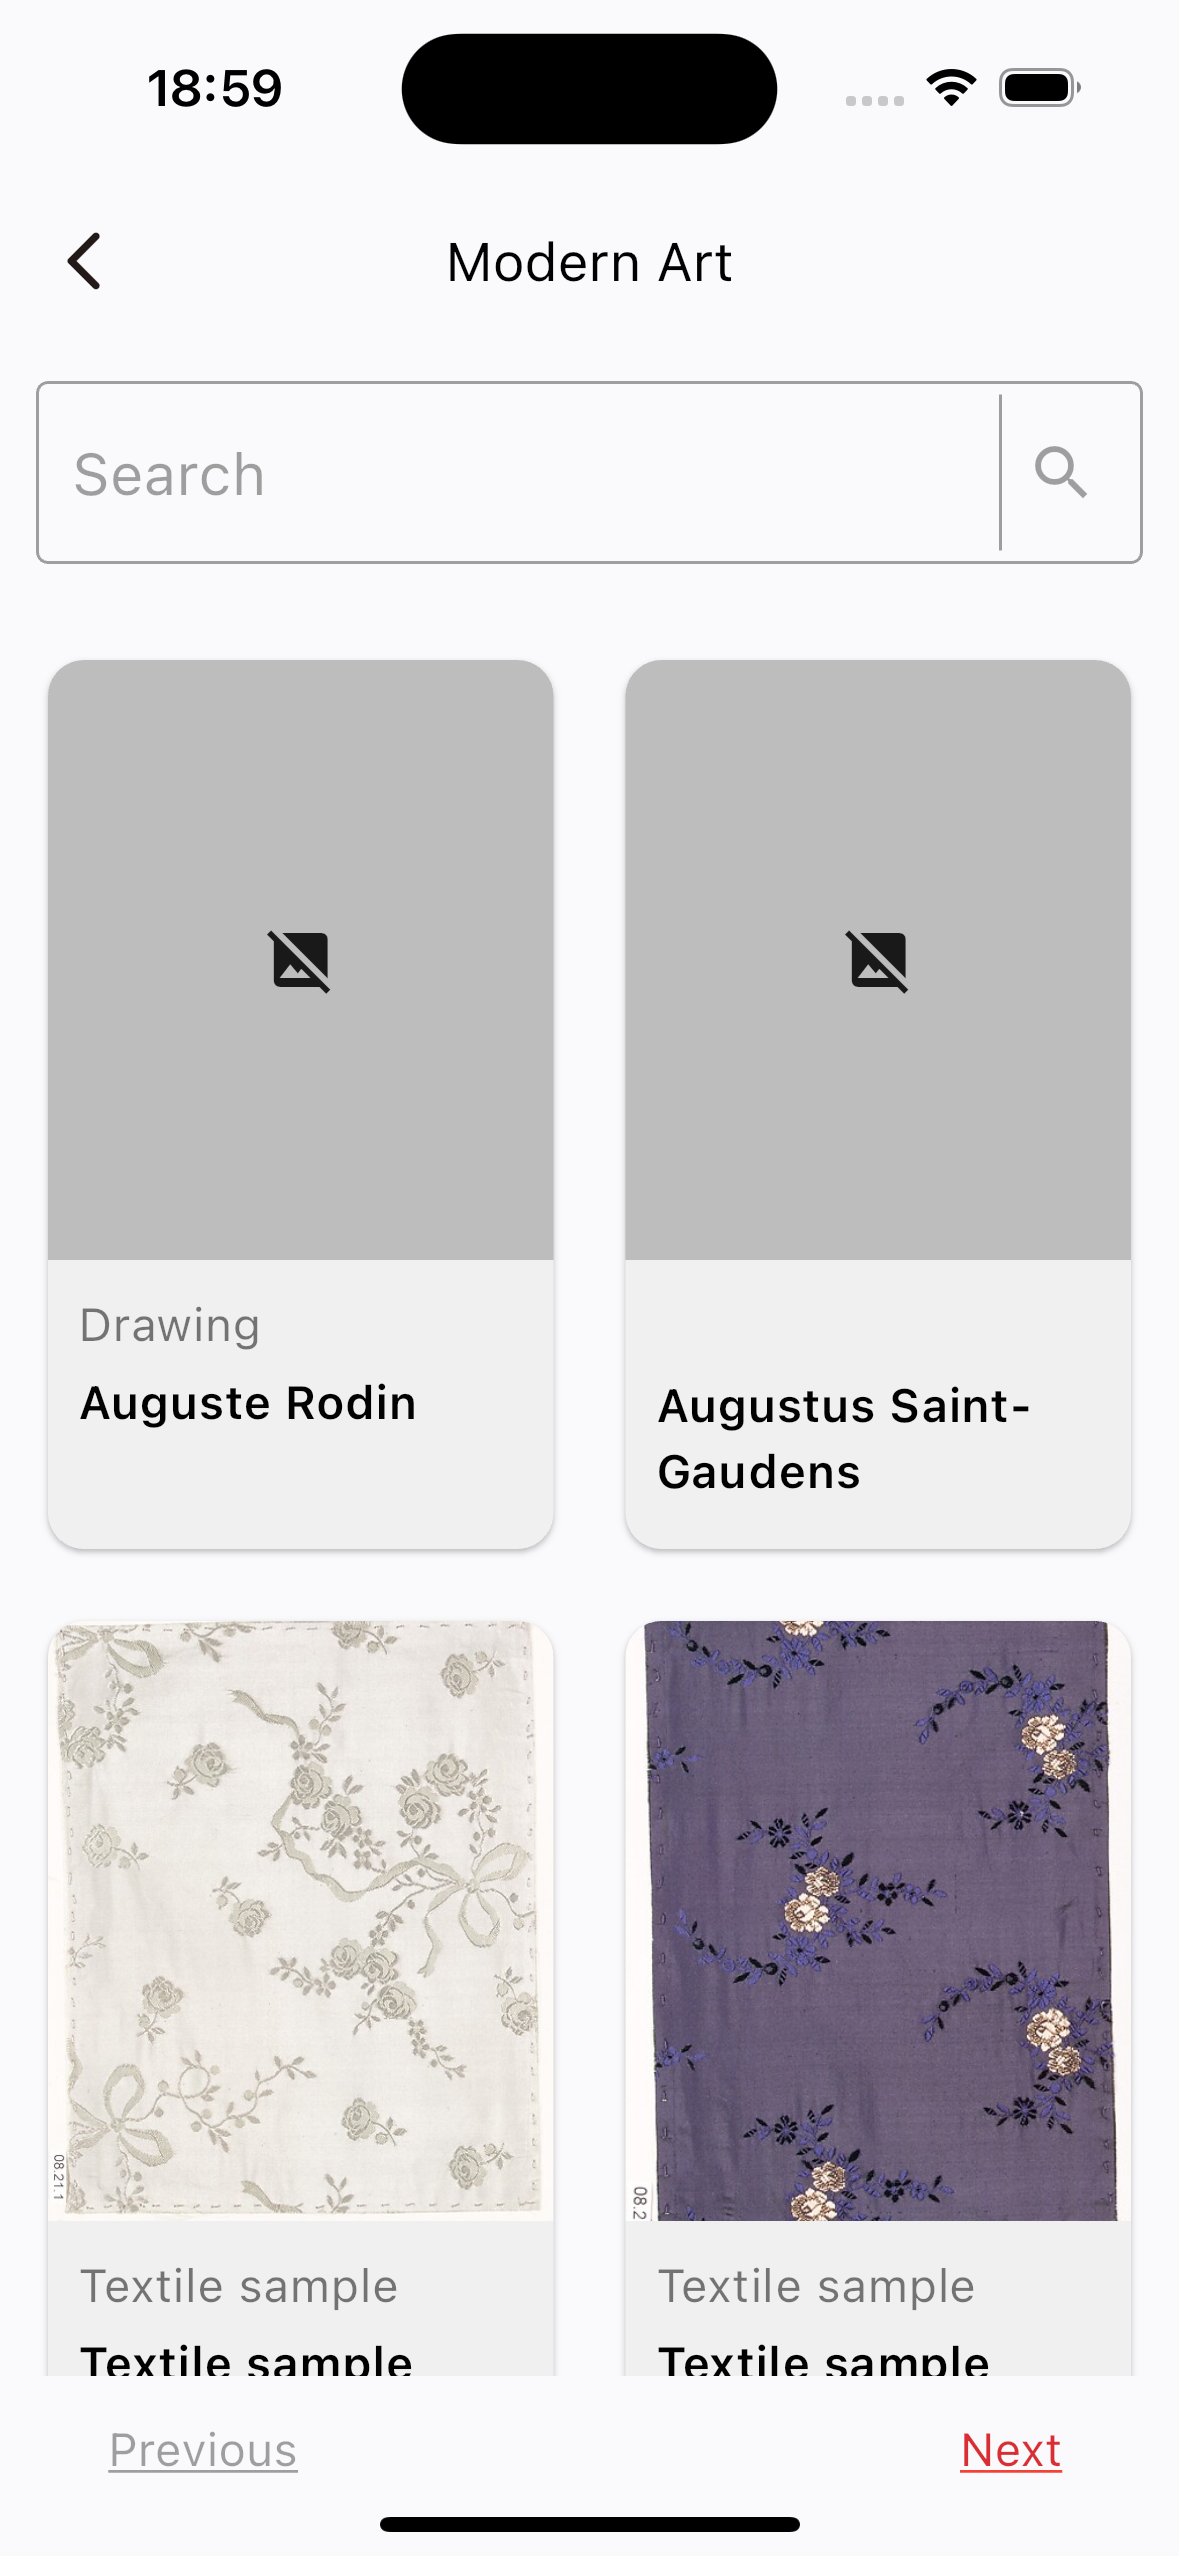 18:59
Modern Art
Search
Drawing
Auguste Rodin
Augustus Saint-
Gaudens
08.21.1
08.2
Textile sample
Textile sample
Textile sample
Textile sample
Previous
Next